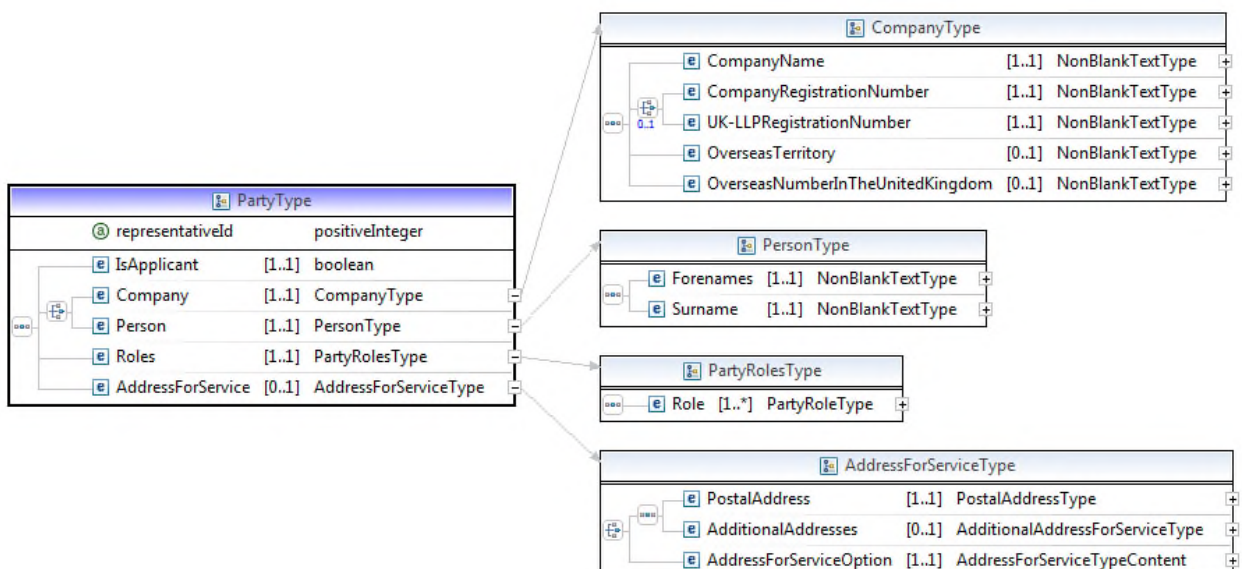 CompanyType
e CompanyName [1..1] NonBlankTextType
e CompanyRegistrationNumber [1..1] NonBlankTextType
0..1
e UK-LLPRegistrationNumber [1..1] NonBlankTextType
e OverseasTerritory [0..1] NonBlankTextType
e OverseasNumberInTheUnitedKingdom [0..1] NonBlankTextType
PartyType
a representativeId positiveInteger
e IsApplicant [1..1] boolean
e Company [1..1] CompanyType
e Person [1..1] PersonType
e Roles [1..1] PartyRolesType
e AddressForService [0..1] AddressForServiceType
PersonType
e Forenames [1..1] NonBlankTextType
e Surname [1..1] NonBlankTextType
PartyRolesType
e Role [1..*] PartyRoleType
AddressForServiceType
e PostalAddress [1..1] PostalAddressType
e AdditionalAddresses [0..1] AdditionalAddressForServiceType
e AddressForServiceOption [1..1] AddressForServiceTypeContent